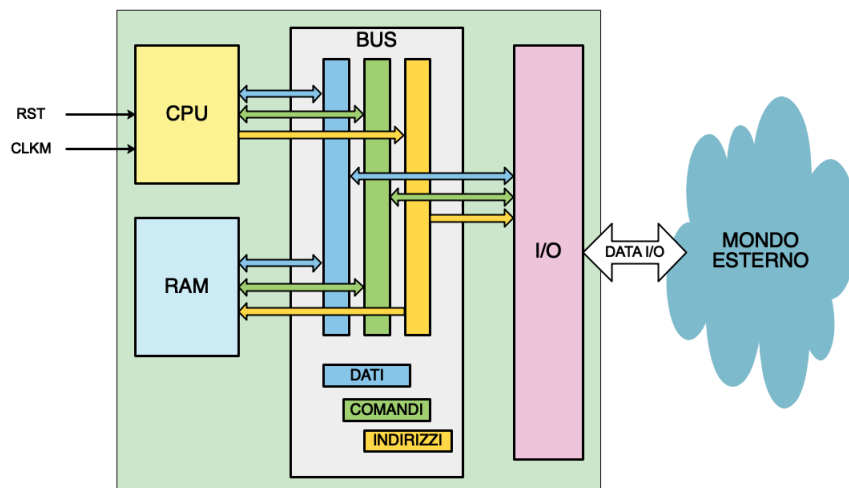 BUS
RST
CLKM
CPU
RAM
I/O
DATA I/O
MONDO
ESTERNO
DATI
COMANDI
INDIRIZZI